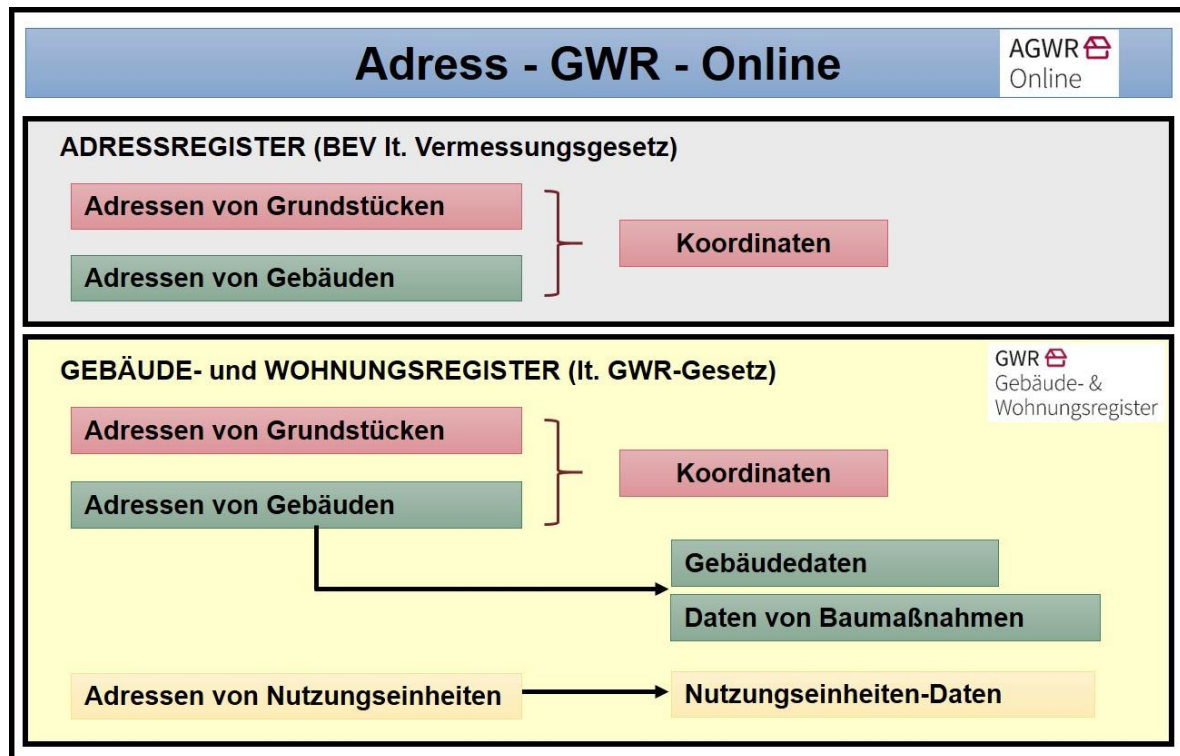 Adress - GWR - Online
AGWR
Online
ADRESSREGISTER (BEV lt. Vermessungsgesetz)
Adressen von Grundstücken
Koordinaten
Adressen von Gebäuden
GEBÄUDE- und WOHNUNGSREGISTER (lt. GWR-Gesetz)
GWR
Gebäude- &
Wohnungsregister
Adressen von Grundstücken
Koordinaten
Adressen von Gebäuden
Gebäudedaten
Daten von Baumaßnahmen
Adressen von Nutzungseinheiten
Nutzungseinheiten-Daten